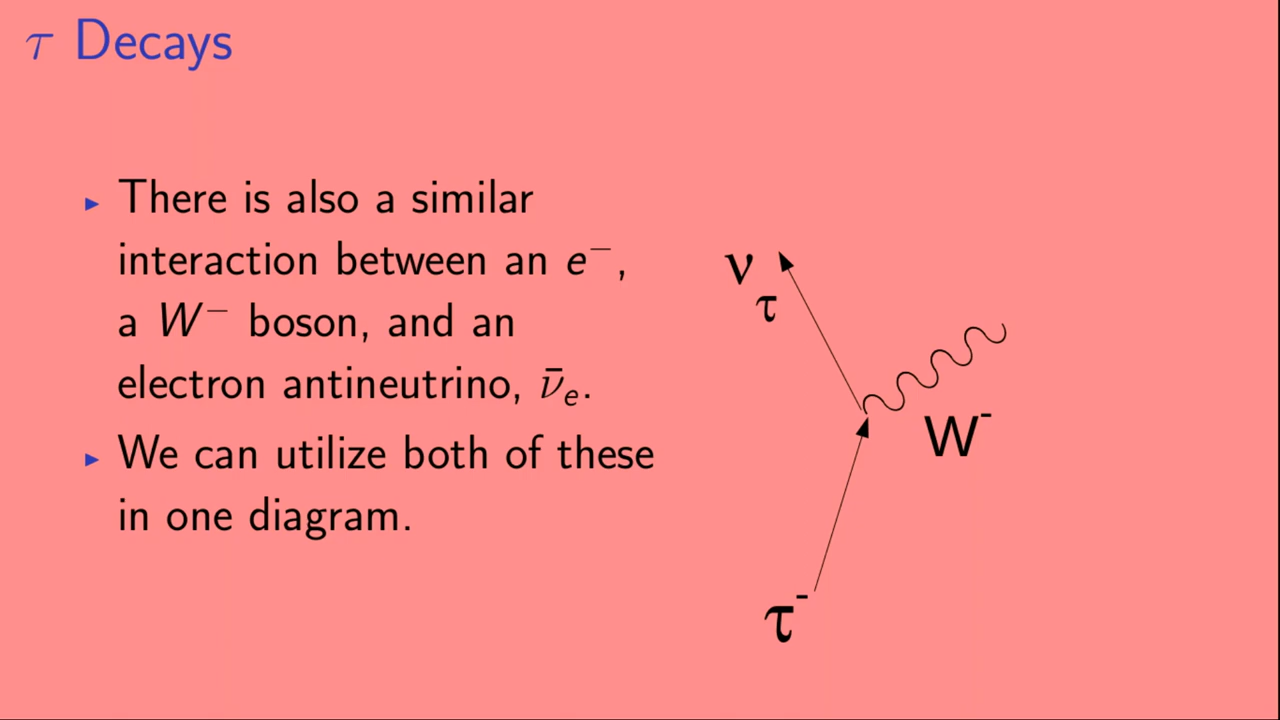 τ Decays
▸ There is also a similar
interaction between an e⁻,
a W⁻ boson, and an
electron antineutrino, ν̄ₑ.
▸ We can utilize both of these
in one diagram.
ν
τ
W⁻
τ⁻